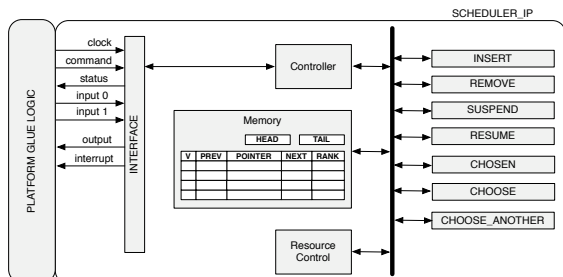 SCHEDULER_IP
PLATFORM GLUE LOGIC
clock
command
status
input 0
input 1
output
interrupt
INTERFACE
Controller
Memory
HEAD TAIL
V PREV POINTER NEXT RANK
Resource
Control
INSERT
REMOVE
SUSPEND
RESUME
CHOSEN
CHOOSE
CHOOSE_ANOTHER